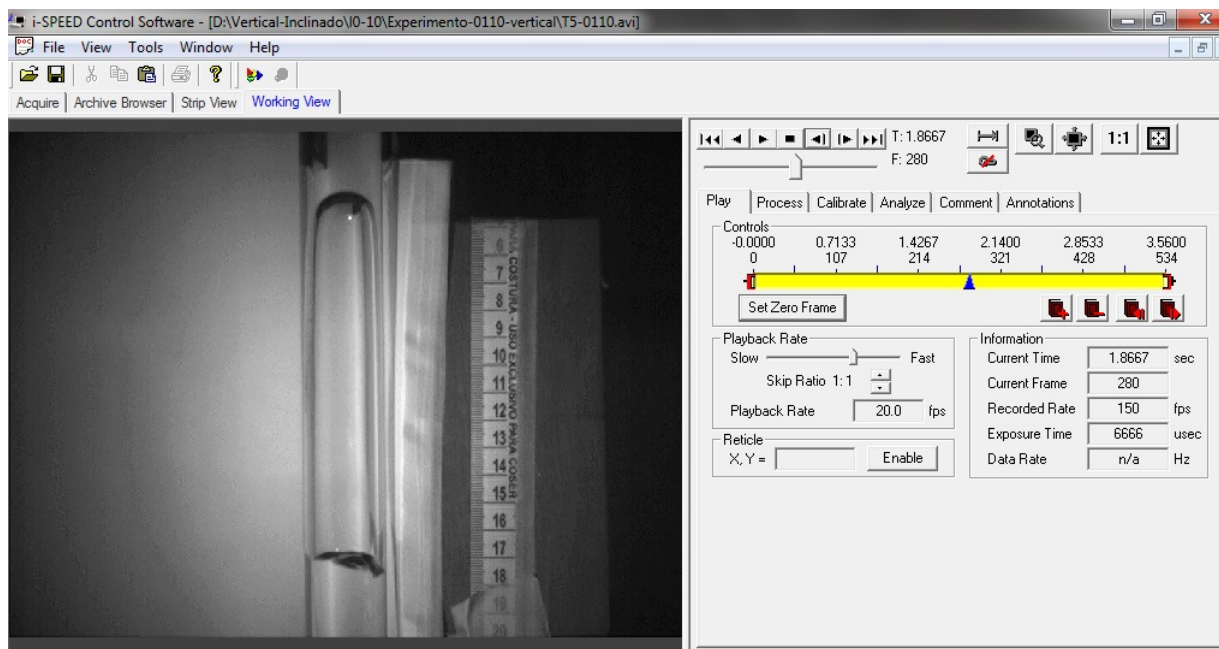 i-SPEED Control Software - [D:\Vertical-Inclinado\I0-10\Experimento-0110-vertical\T5-0110.avi]
File View Tools Window Help
Acquire Archive Browser Strip View Working View
T: 1.8667
F: 280
1:1
Play Process Calibrate Analyze Comment Annotations
Controls
-0.0000 0.7133 1.4267 2.1400 2.8533 3.5600
0 107 214 321 428 534
Set Zero Frame
Playback Rate
Slow Fast
Skip Ratio 1: 1
Playback Rate 20.0 fps
Reticle
X, Y = Enable
Information
Current Time 1.8667 sec
Current Frame 280
Recorded Rate 150 fps
Exposure Time 6666 usec
Data Rate n/a Hz
6
7
8
9
10
11
12
13
14
15
16
17
18
19
20
PARA COSTURA - USO EXCLUSIVO PARA COSER